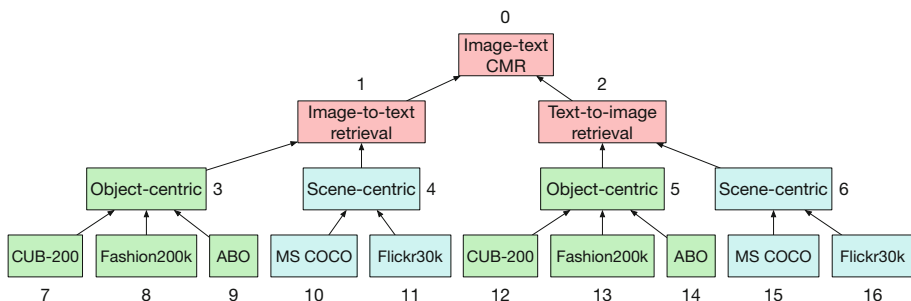 0
Image-text
CMR
1
2
Image-to-text
retrieval
Text-to-image
retrieval
Object-centric
3
Scene-centric
4
Object-centric
5
Scene-centric
6
CUB-200
Fashion200k
ABO
MS COCO
Flickr30k
CUB-200
Fashion200k
ABO
MS COCO
Flickr30k
7
8
9
10
11
12
13
14
15
16